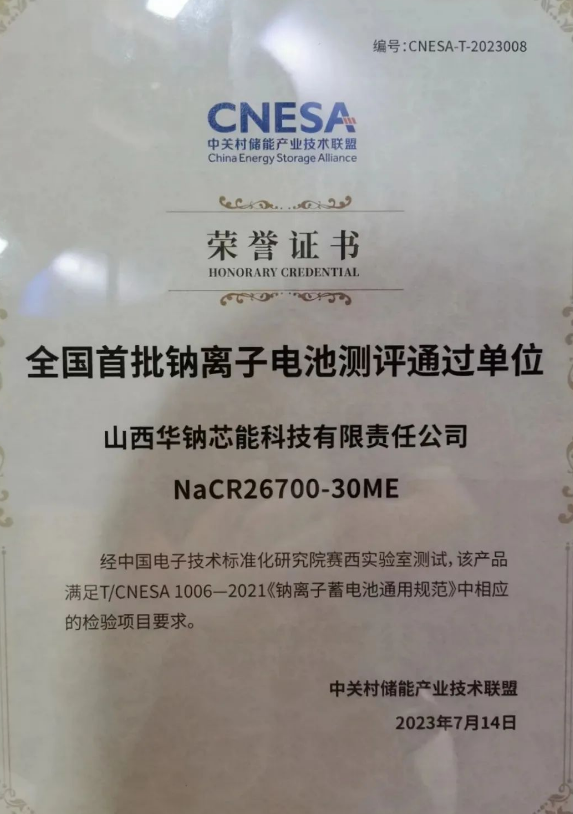 编号:CNESA-T-2023008
CNESA
中关村储能产业技术联盟
China Energy Storage Alliance
荣誉证书
HONORARY CREDENTIAL
全国首批钠离子电池测评通过单位
山西华钠芯能科技有限责任公司
NaCR26700-30ME
经中国电子技术标准化研究院赛西实验室测试,该产品
满足T/CNESA 1006—2021《钠离子蓄电池通用规范》中相应
的检验项目要求。
中关村储能产业技术联盟
2023年7月14日